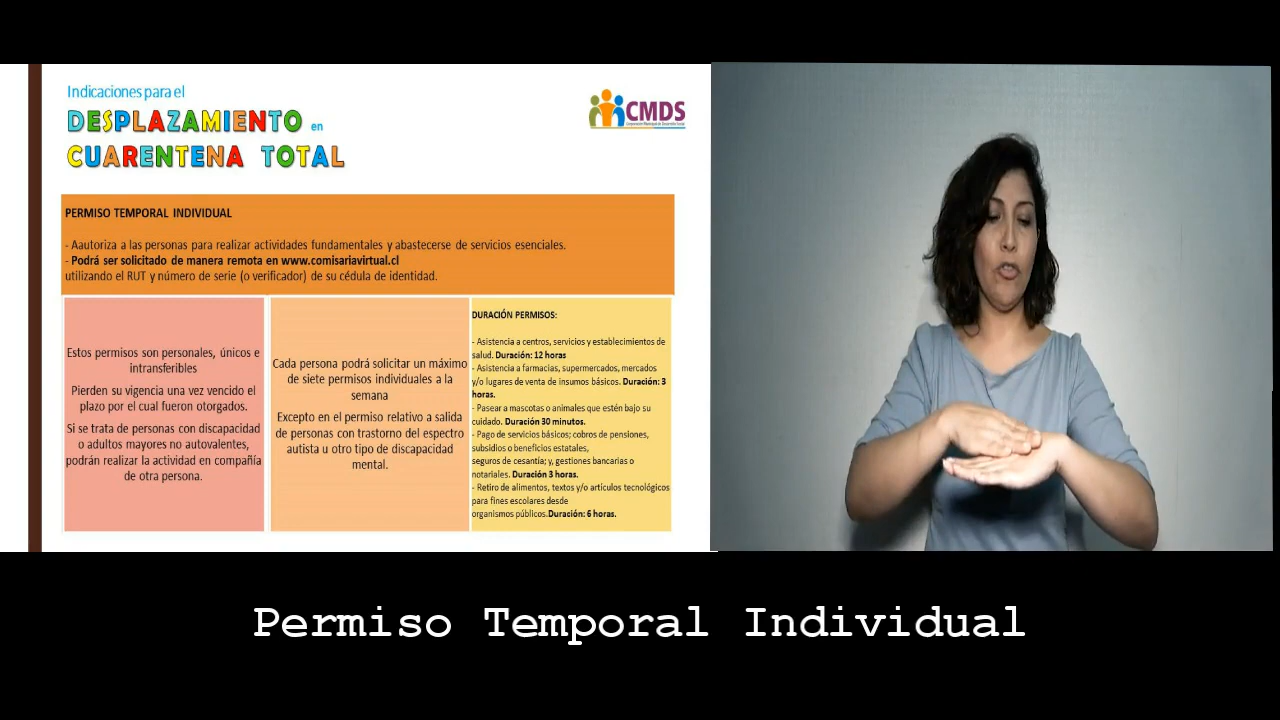 Indicaciones para el
DESPLAZAMIENTO en
CUARENTENA TOTAL
CMDS
PERMISO TEMPORAL INDIVIDUAL
- Aautoriza a las personas para realizar actividades fundamentales y abastecerse de servicios esenciales.
- Podrá ser solicitado de manera remota en www.comisariavirtual.cl
utilizando el RUT y número de serie (o verificador) de su cédula de identidad.
Estos permisos son personales, únicos e
intransferibles
Pierden su vigencia una vez vencido el
plazo por el cual fueron otorgados.
Si se trata de personas con discapacidad
o adultos mayores no autovalentes,
podrán realizar la actividad en compañía
de otra persona.
Cada persona podrá solicitar un máximo
de siete permisos individuales a la
semana
Excepto en el permiso relativo a salida
de personas con trastorno del espectro
autista u otro tipo de discapacidad
mental.
DURACIÓN PERMISOS:
- Asistencia a centros, servicios y establecimientos de
salud. Duración: 12 horas
- Asistencia a farmacias, supermercados, mercados
y/o lugares de venta de insumos básicos. Duración: 3
horas.
- Pasear a mascotas o animales que estén bajo su
cuidado. Duración 30 minutos.
- Pago de servicios básicos; cobros de pensiones,
subsidios o beneficios estatales,
seguros de cesantía; y, gestiones bancarias o
notariales. Duración 3 horas.
- Retiro de alimentos, textos y/o artículos tecnológicos
para fines escolares desde
organismos públicos.Duración: 6 horas.
Permiso Temporal Individual